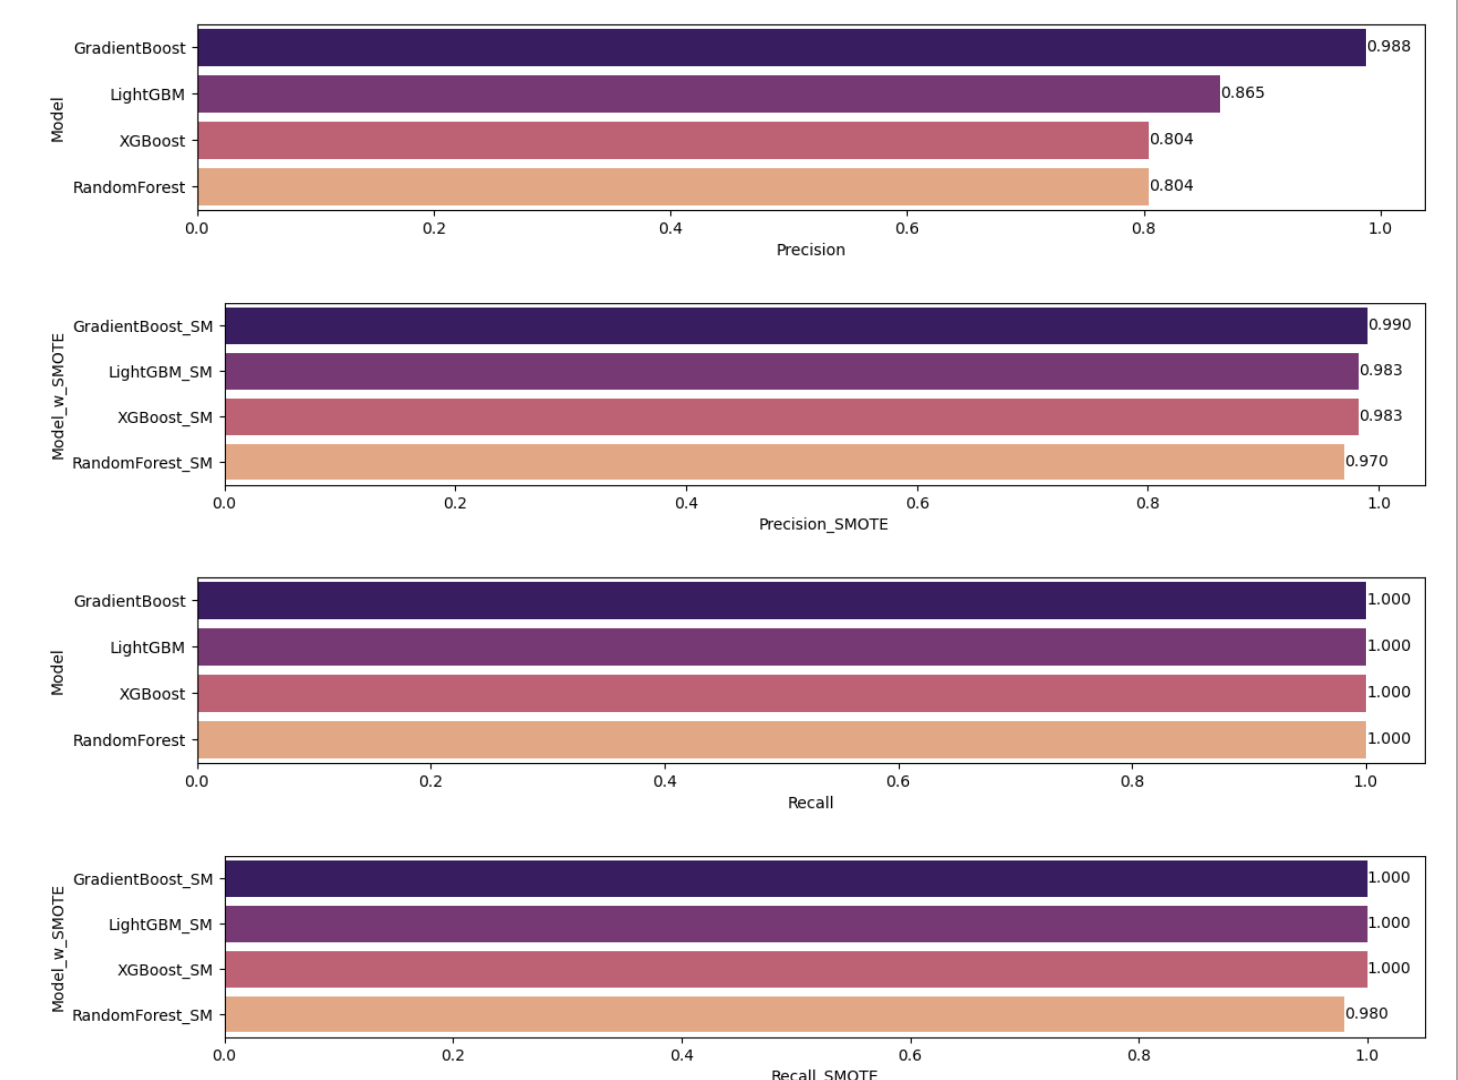 GradientBoost 0.988
LightGBM 0.865
XGBoost 0.804
RandomForest 0.804
Model
0.0 0.2 0.4 0.6 0.8 1.0
Precision
GradientBoost_SM 0.990
LightGBM_SM 0.983
XGBoost_SM 0.983
RandomForest_SM 0.970
Model_w_SMOTE
0.0 0.2 0.4 0.6 0.8 1.0
Precision_SMOTE
GradientBoost 1.000
LightGBM 1.000
XGBoost 1.000
RandomForest 1.000
Model
0.0 0.2 0.4 0.6 0.8 1.0
Recall
GradientBoost_SM 1.000
LightGBM_SM 1.000
XGBoost_SM 1.000
RandomForest_SM 0.980
Model_w_SMOTE
0.0 0.2 0.4 0.6 0.8 1.0
Recall_SMOTE